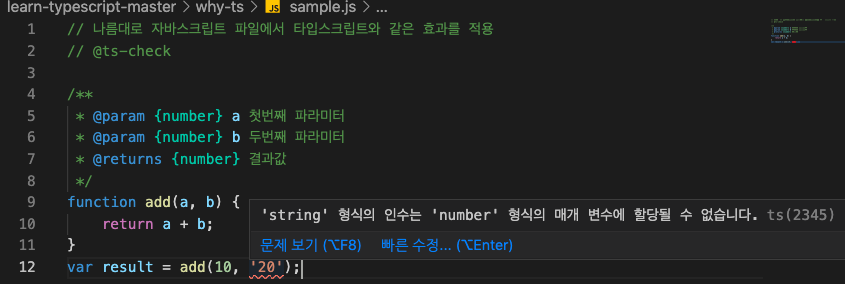 learn-typescript-master > why-ts > JS sample.js > ...
1 // 나름대로 자바스크립트 파일에서 타입스크립트와 같은 효과를 적용
2 // @ts-check
3
4 /**
5 * @param {number} a 첫번째 파라미터
6 * @param {number} b 두번째 파라미터
7 * @returns {number} 결과값
8 */
9 function add(a, b) {
'string' 형식의 인수는 'number' 형식의 매개 변수에 할당될 수 없습니다. ts(2345)
10 return a + b;
문제 보기 (⌥F8) 빠른 수정... (⌥Enter)
11 }
12 var result = add(10, '20');